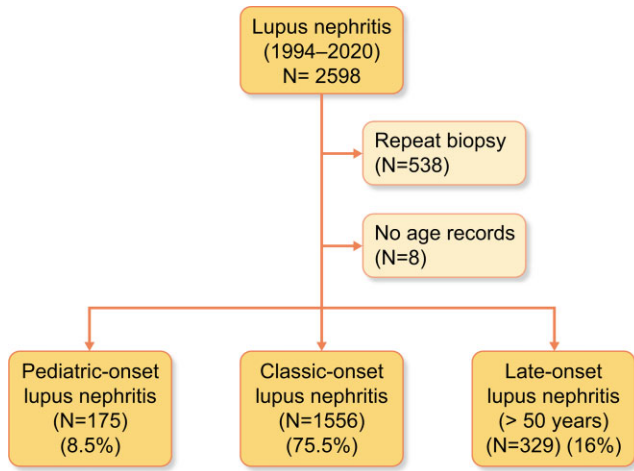 Lupus nephritis
(1994–2020)
N= 2598
Repeat biopsy
(N=538)
No age records
(N=8)
Pediatric-onset
lupus nephritis
(N=175)
(8.5%)
Classic-onset
lupus nephritis
(N=1556)
(75.5%)
Late-onset
lupus nephritis
(> 50 years)
(N=329) (16%)